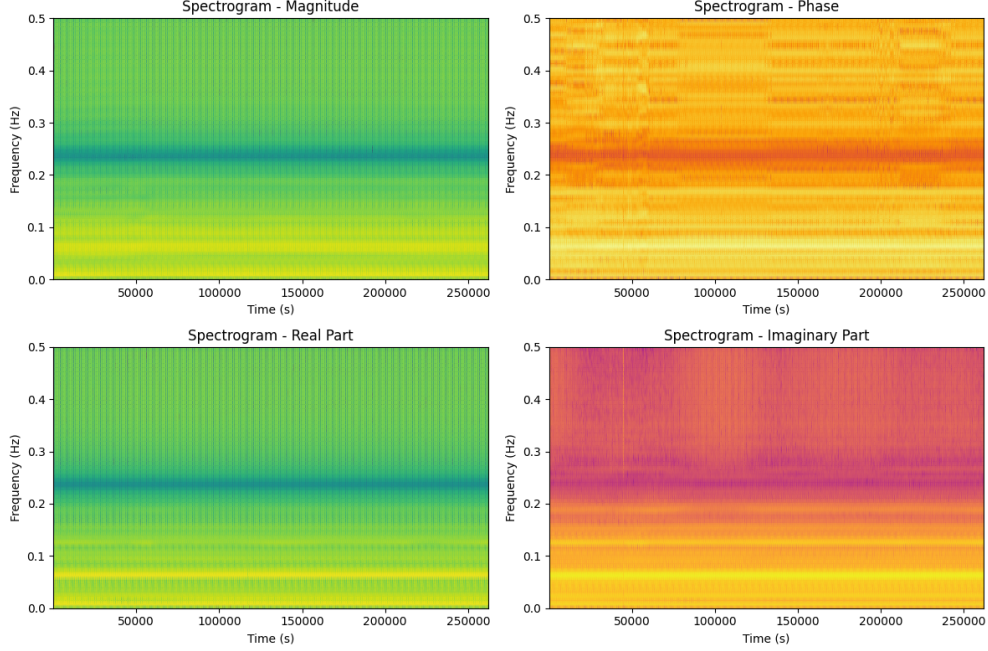 Spectrogram - Magnitude
Spectrogram - Phase
0.5
0.4
0.3
0.2
0.1
0.0
Frequency (Hz)
50000 100000 150000 200000 250000
Time (s)
0.5
0.4
0.3
0.2
0.1
0.0
Frequency (Hz)
50000 100000 150000 200000 250000
Time (s)
Spectrogram - Real Part
Spectrogram - Imaginary Part
0.5
0.4
0.3
0.2
0.1
0.0
Frequency (Hz)
50000 100000 150000 200000 250000
Time (s)
0.5
0.4
0.3
0.2
0.1
0.0
Frequency (Hz)
50000 100000 150000 200000 250000
Time (s)